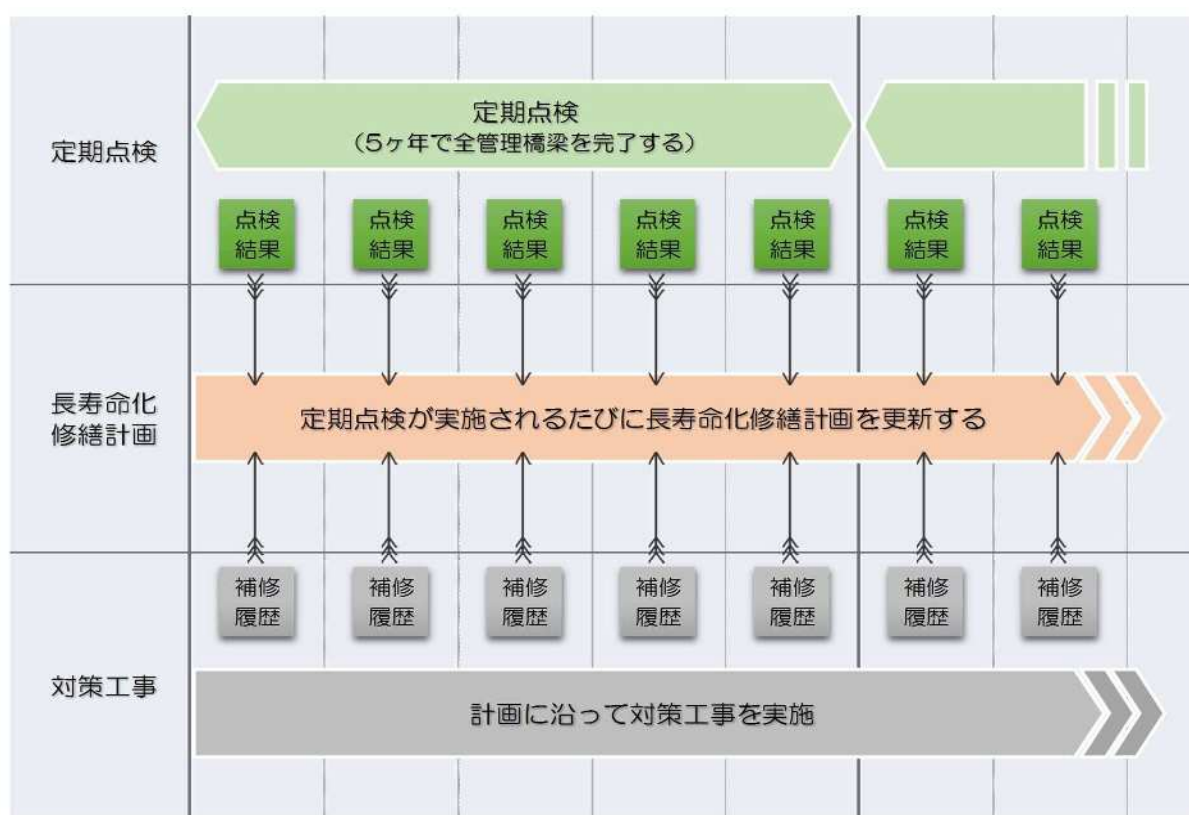 定期点検
定期点検
(5ヶ年で全管理橋梁を完了する)
点検
結果
点検
結果
点検
結果
点検
結果
点検
結果
点検
結果
点検
結果
長寿命化
修繕計画
定期点検が実施されるたびに長寿命化修繕計画を更新する
補修
履歴
補修
履歴
補修
履歴
補修
履歴
補修
履歴
補修
履歴
補修
履歴
対策工事
計画に沿って対策工事を実施